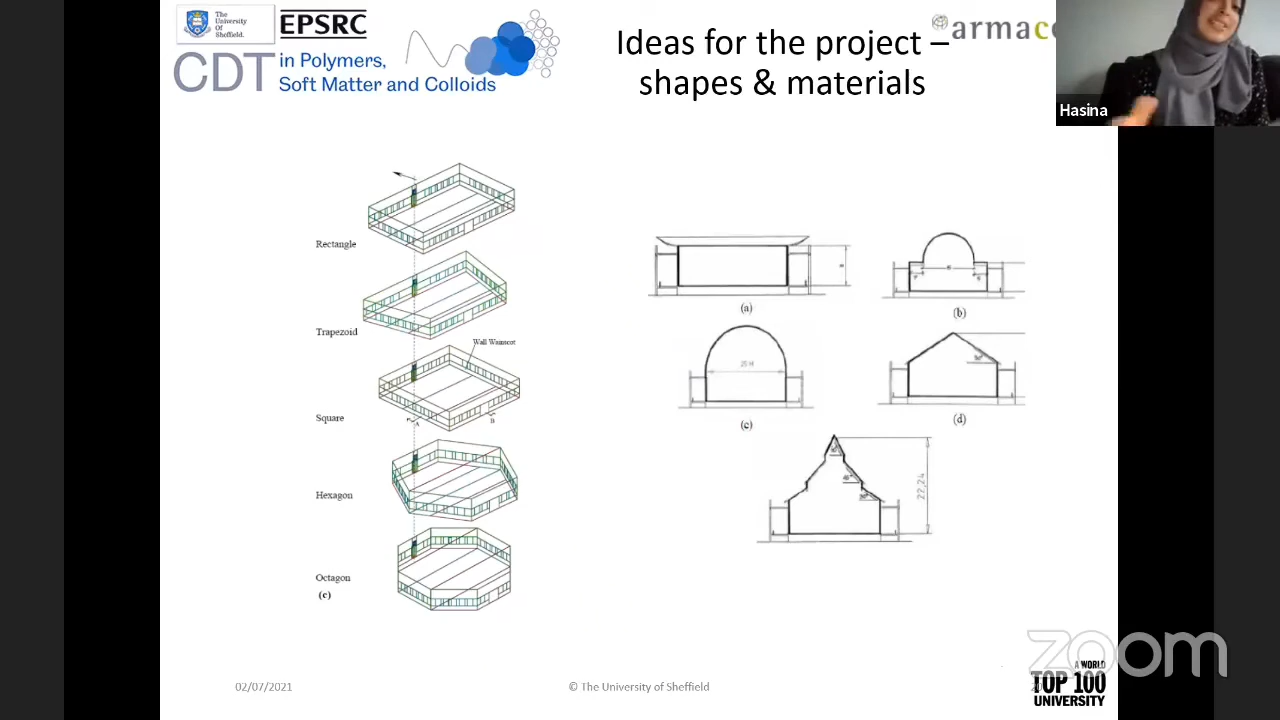 The
University
Of
Sheffield.
EPSRC
CDT in Polymers,
Soft Matter and Colloids
Ideas for the project –
shapes & materials
armac
Hasina
Rectangle
Trapezoid
Wall Wainscot
Square
A
B
Hexagon
Octagon
(e)
(a)
(b)
(c)
(d)
22,24
02/07/2021
© The University of Sheffield
zoom
A WORLD
TOP 100
UNIVERSITY